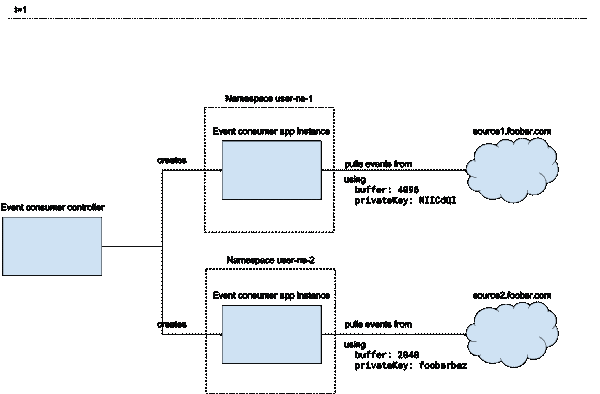 t=1
Namespace user-ns-1
Event consumer app instance
source1.foobar.com
creates
pulls events from
using
buffer: 4096
privateKey: MIICdQI
Event consumer controller
Namespace user-ns-2
Event consumer app instance
source2.foobar.com
creates
pulls events from
using
buffer: 2048
privateKey: foobarbaz